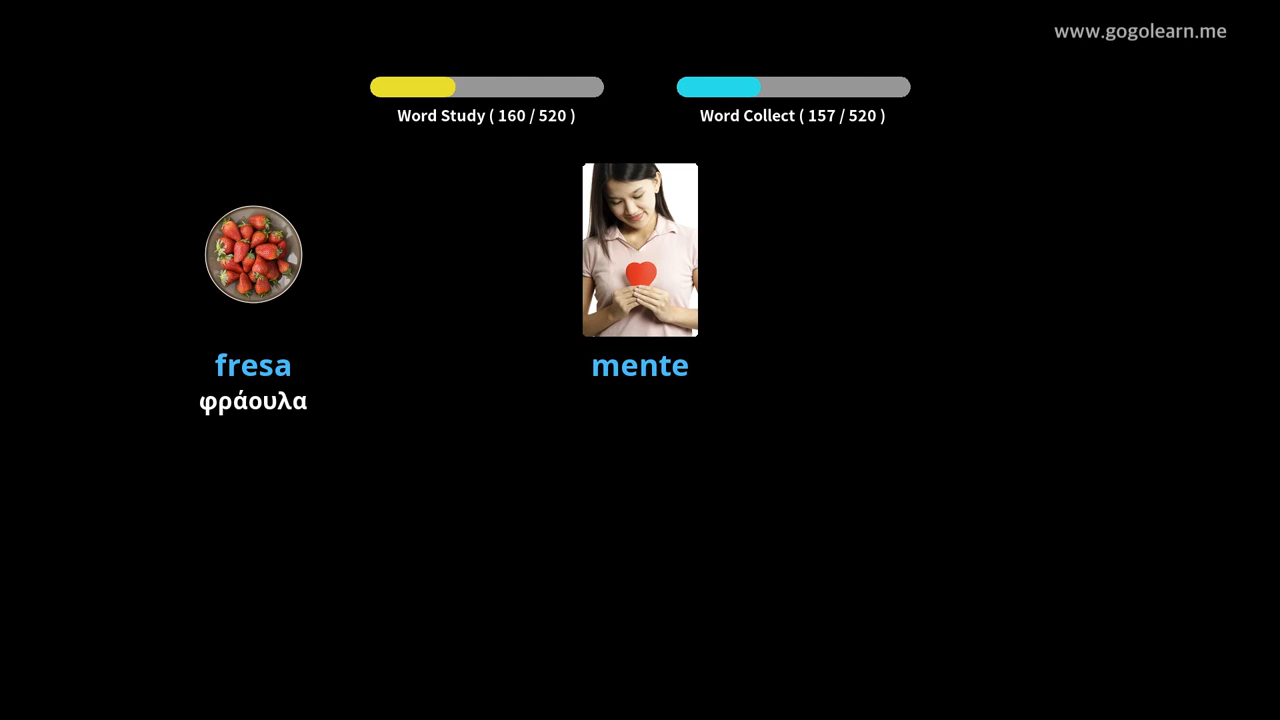 www.gogolearn.me
Word Study ( 160 / 520 )
Word Collect ( 157 / 520 )
fresa
φράουλα
mente